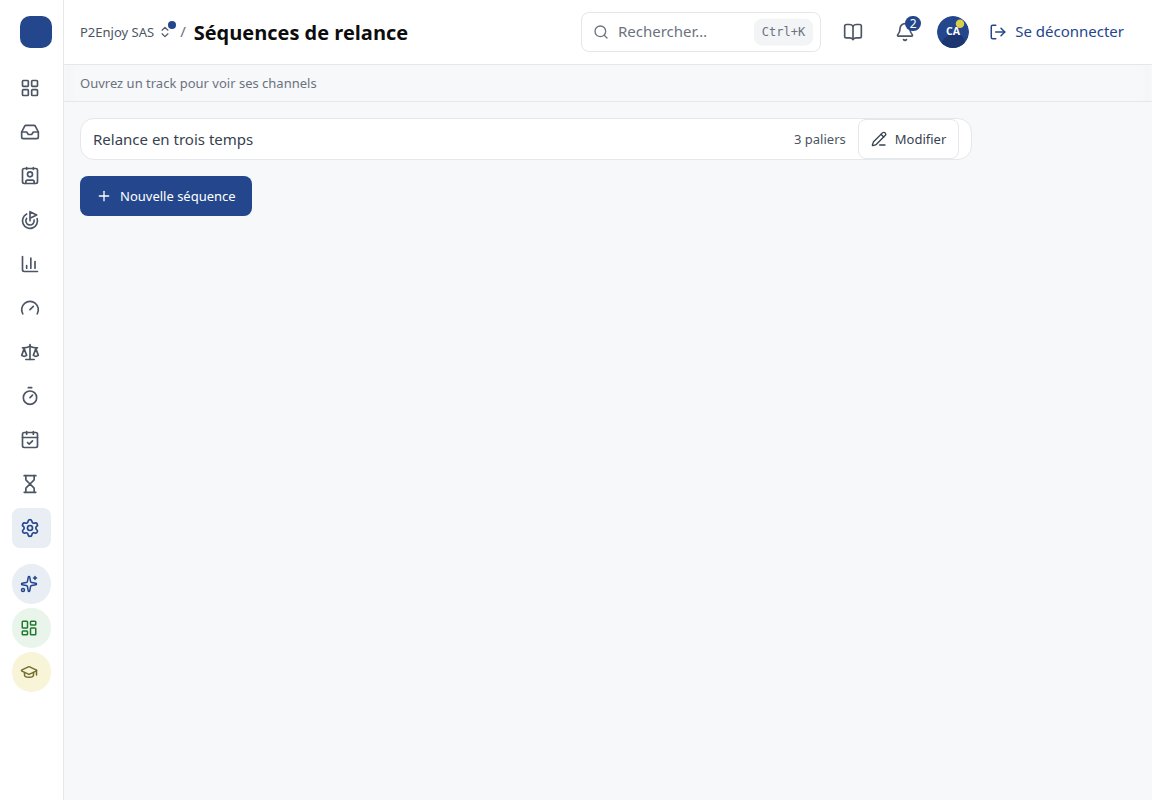 P2Enjoy SAS / Séquences de relance
Rechercher... Ctrl+K
2
CA
Se déconnecter
Ouvrez un track pour voir ses channels
Relance en trois temps
3 paliers
Modifier
Nouvelle séquence